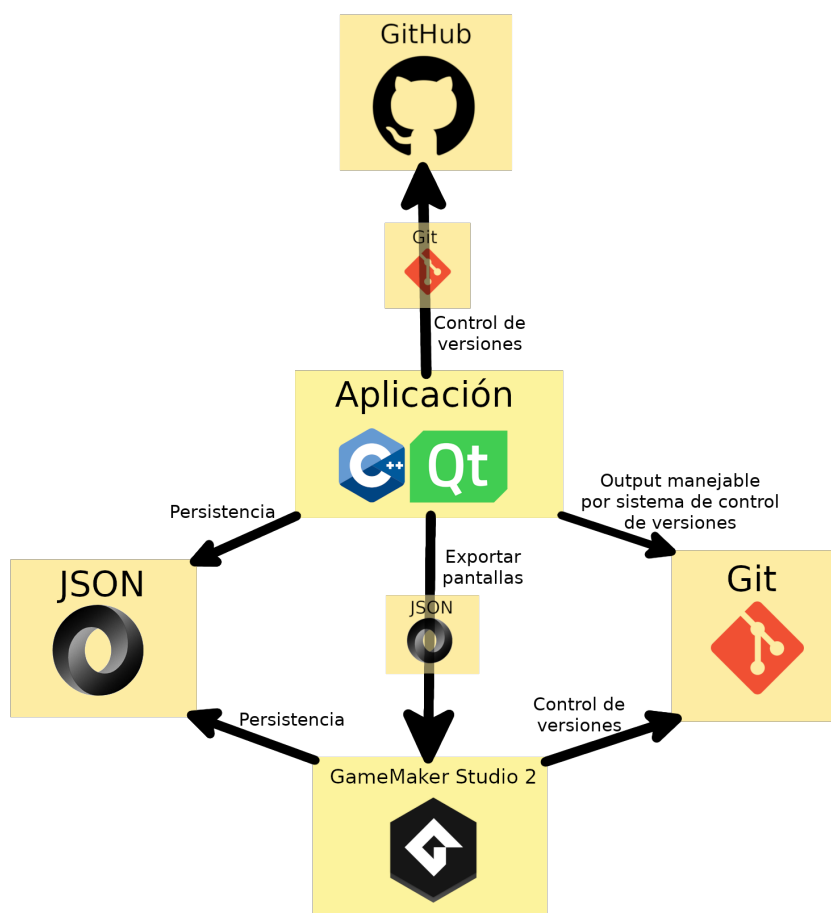 GitHub
Git
Control de
versiones
Aplicación
C++
Qt
Persistencia
Exportar
pantallas
Output manejable
por sistema de control
de versiones
JSON
JSON
Git
Persistencia
Control de
versiones
GameMaker Studio 2